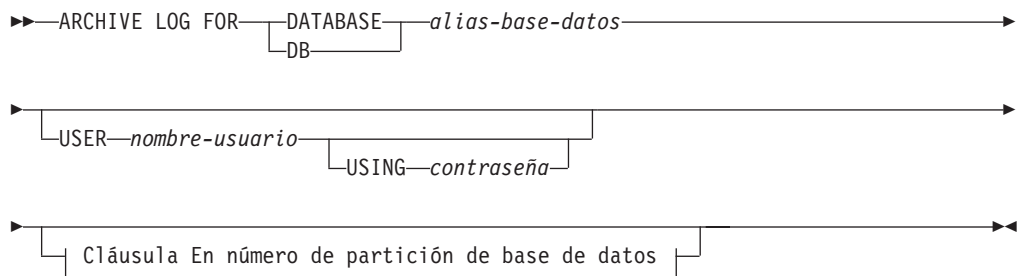 ARCHIVE LOG FOR DATABASE alias-base-datos
DB
USER nombre-usuario
USING contraseña
Cláusula En número de partición de base de datos